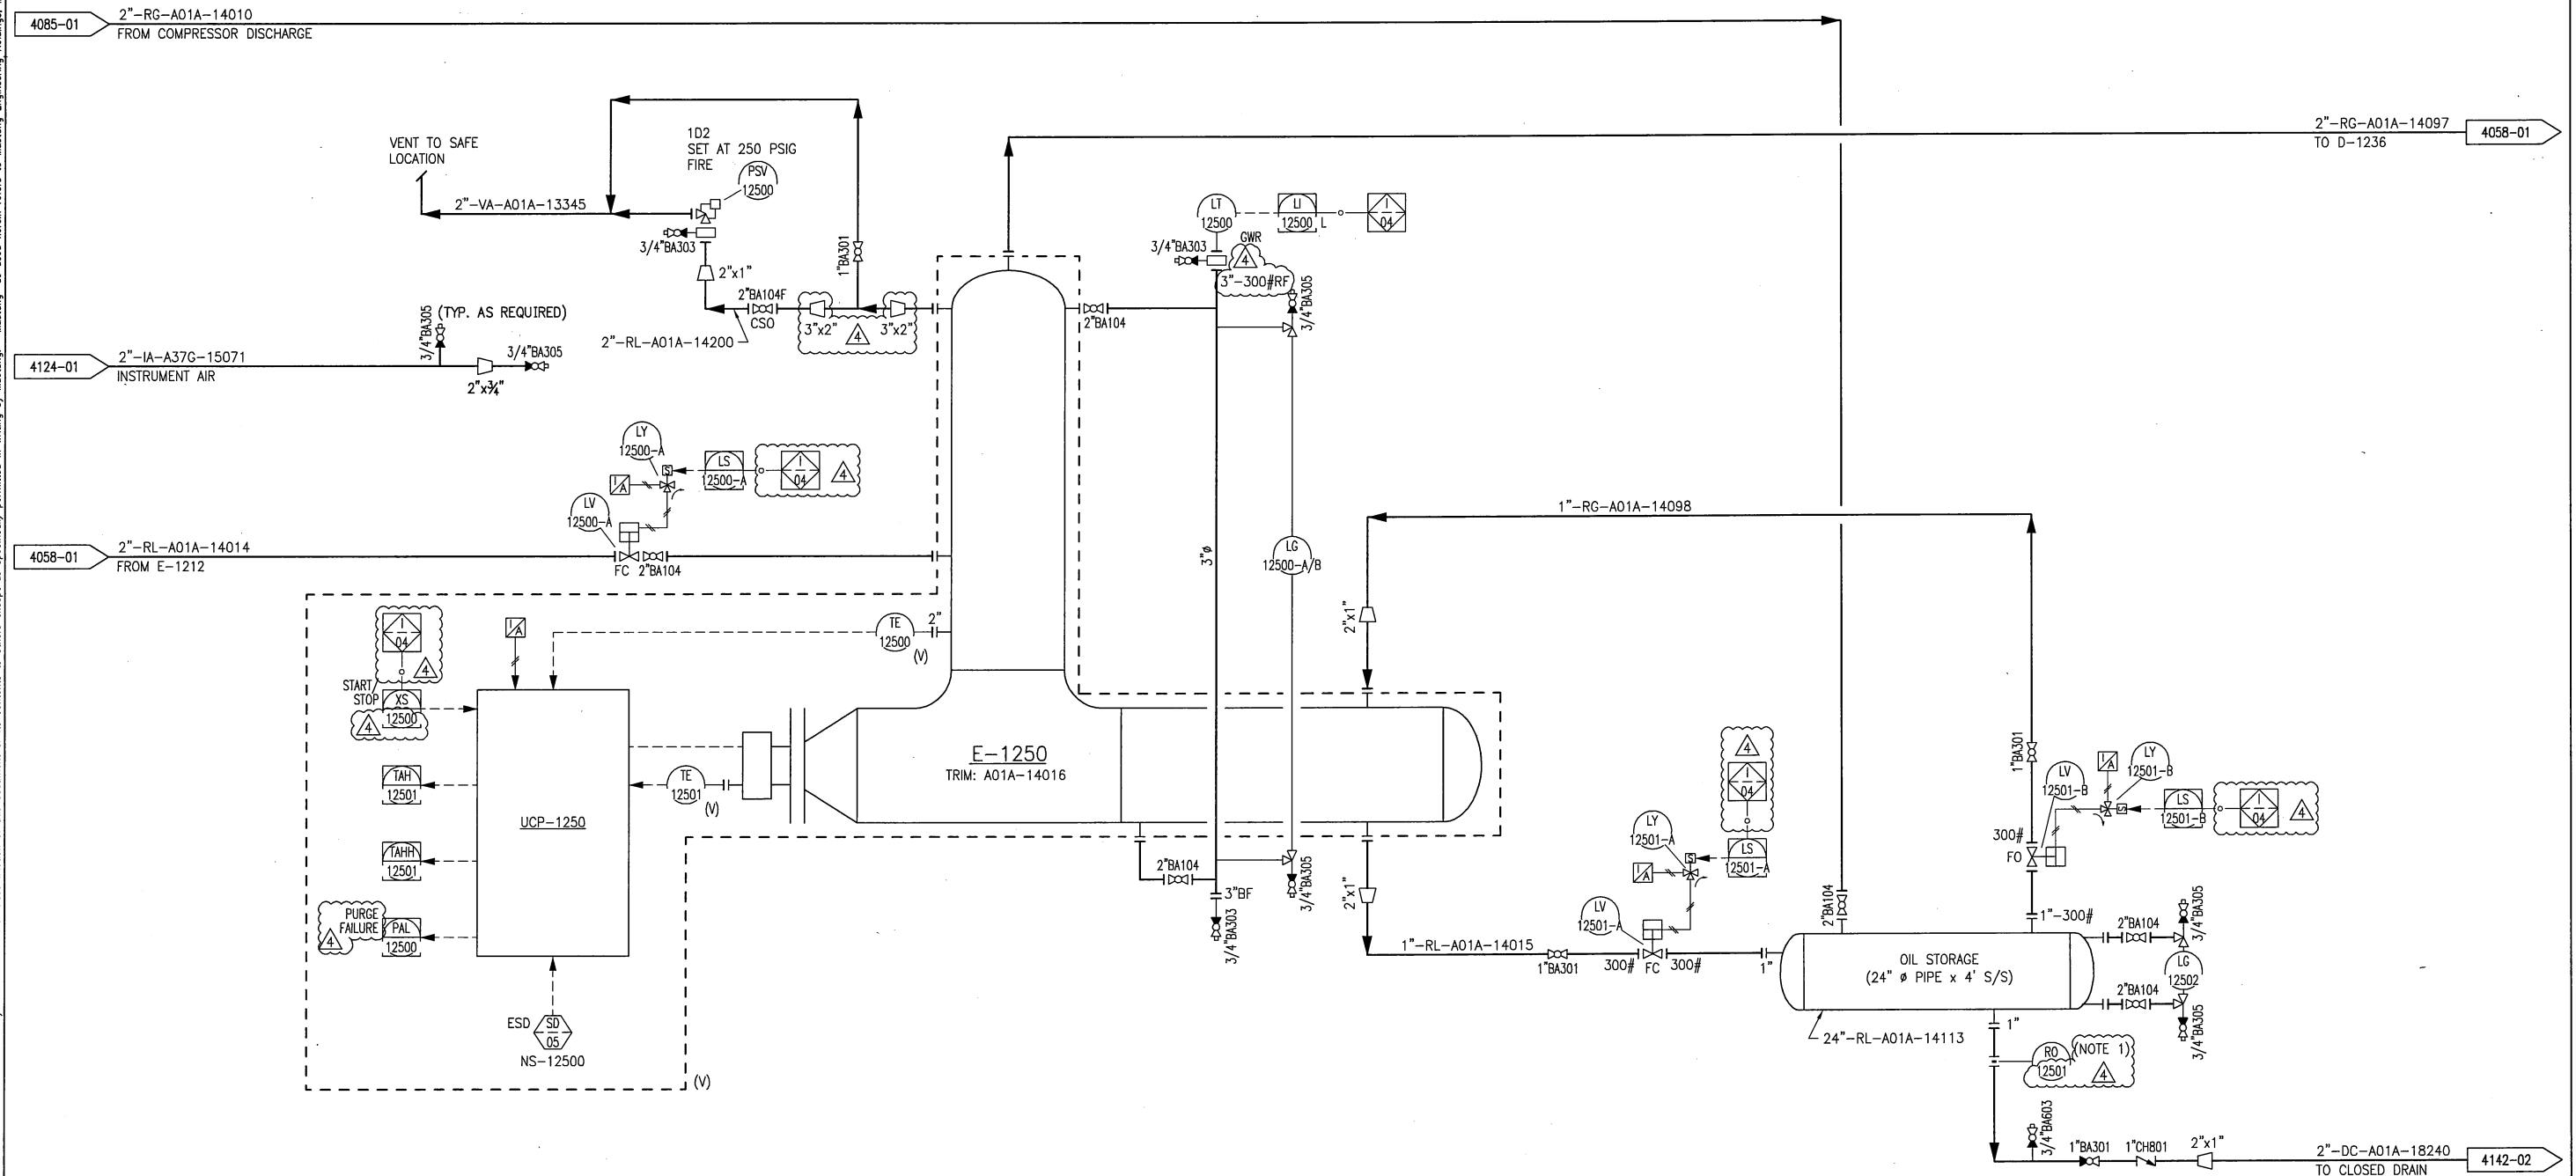 4085-01
2"-RG-A01A-14010
FROM COMPRESSOR DISCHARGE
2"-RG-A01A-14097
TO D-1236
4058-01
VENT TO SAFE
LOCATION
1D2
SET AT 250 PSIG
FIRE
PSV
12500
2"-VA-A01A-13345
3/4"BA303
2"x1"
1"BA301
2"BA104F
CSO
3"x2"
4
3"x2"
2"-RL-A01A-14200
LT
12500
LI
12500
L
I
04
3/4"BA303
GWR
4
3"-300#RF
3/4"BA305
2"BA104
3/4"BA305
(TYP. AS REQUIRED)
4124-01
2"-IA-A37G-15071
INSTRUMENT AIR
3/4"BA305
2"x3/4"
LY
12500-A
S
LS
12500-A
I
04
4
I
A
LV
12500-A
4058-01
2"-RL-A01A-14014
FROM E-1212
FC
2"BA104
3"ø
LG
12500-A/B
1"-RG-A01A-14098
2"x1"
I
04
4
START/
STOP
XS
12500
4
I
A
TE
12500
2"
(V)
TAH
12501
TAHH
12501
PURGE
FAILURE
4
PAL
12500
UCP-1250
TE
12501
(V)
E-1250
TRIM: A01A-14016
ESD
SD
05
NS-12500
(V)
2"BA104
3"BF
3/4"BA303
3/4"BA305
2"x1"
1"-RL-A01A-14015
1"BA301
300#
FC
300#
1"
LV
12501-A
LY
12501-A
S
I
A
LS
12501-A
I
04
4
2"BA104
OIL STORAGE
(24" ø PIPE x 4' S/S)
24"-RL-A01A-14113
1"BA301
300#
FO
1"-300#
LV
12501-B
I
A
LY
12501-B
S
LS
12501-B
I
04
4
2"BA104
3/4"BA305
LG
12502
2"BA104
3/4"BA305
1"
RO
12501
(NOTE 1)
4
3/4"BA603
1"BA301
1"CH801
2"x1"
2"-DC-A01A-18240
TO CLOSED DRAIN
4142-02